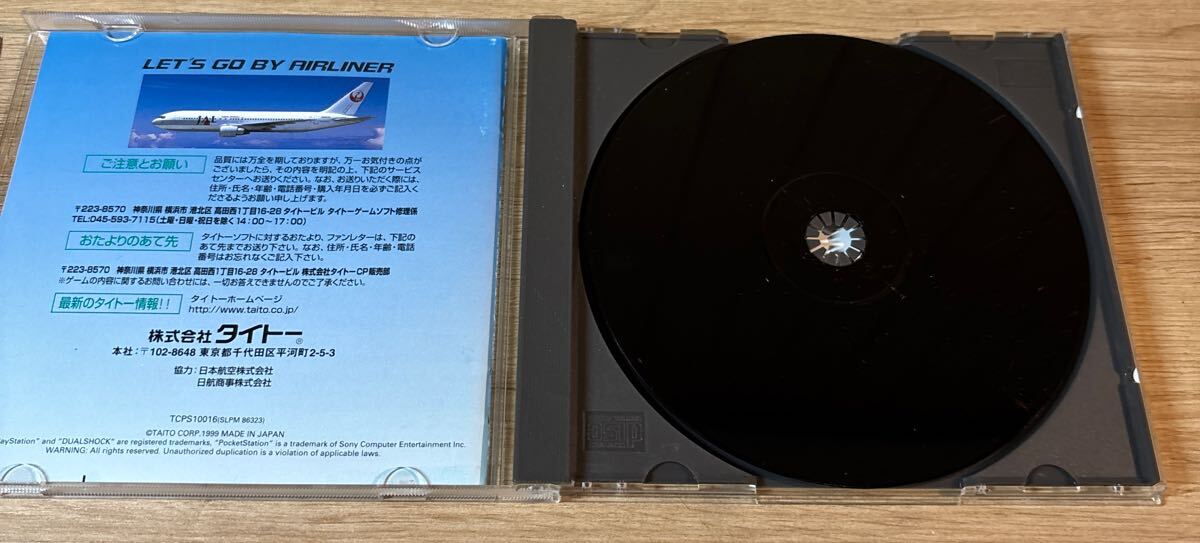 LET'S GO BY AIRLINER
JAL
ご注意とお願い
品質には万全を期しておりますが、万一お気付きの点が
ございましたら、その内容を明記の上、下記のサービス
センターへお送りください。なお、お送りいただく際には、
住所・氏名・年齢・電話番号・購入年月日を必ずご記入く
ださるようお願い申し上げます。
〒223-8570 神奈川県 横浜市 港北区 高田西1丁目16-28 タイトービル タイトーゲームソフト修理係
TEL:045-593-7115(土曜・日曜・祝日を除く14:00~17:00)
おたよりのあて先
タイトーソフトに対するおたより、ファンレターは、下記の
あて先までお送り下さい。なお、住所・氏名・年齢・電話
番号はお忘れなくご記入下さい。
〒223-8570 神奈川県 横浜市 港北区 高田西1丁目16-28 タイトービル 株式会社タイトーCP販売部
※ゲームの内容に関するお問い合わせには、一切お答えできませんのでご了承ください。
最新のタイトー情報!!
タイトーホームページ
http://www.taito.co.jp/
株式会社タイトー®
本社:〒102-8648 東京都千代田区平河町2-5-3
協力:日本航空株式会社
日航商事株式会社
TCPS10016(SLPM 86323)
©TAITO CORP.1999 MADE IN JAPAN
layStation" and "DUALSHOCK" are registered trademarks, "PocketStation" is a trademark of Sony Computer Entertainment Inc.
WARNING: All rights reserved. Unauthorized duplication is a violation of applicable laws.
disc